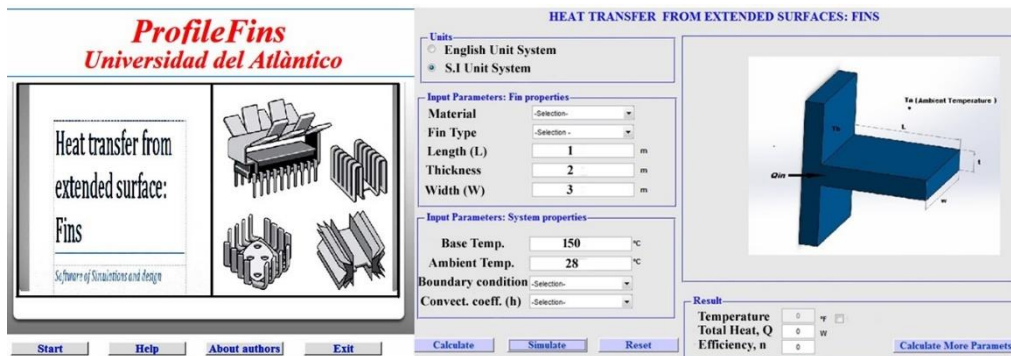 ProfileFins
Universidad del Atlàntico
Heat transfer from
extended surface:
Fins
Software of Simulations and design
Start Help About authors Exit
HEAT TRANSFER FROM EXTENDED SURFACES: FINS
Units
English Unit System
S.I Unit System
Input Parameters: Fin properties
Material -Selection-
Fin Type -Selection -
Length (L) 1 m
Thickness 2 m
Width (W) 3 m
Input Parameters: System properties
Base Temp. 150 °C
Ambient Temp. 28 °C
Boundary condition -Selection-
Convect. coeff. (h) -Selection-
Calculate Simulate Reset
Ta (Ambient Temperature )
Tb
L
t
w
Qin
Result
Temperature 0 °F
Total Heat, Q 0 W
Efficiency, n 0
Calculate More Paramets